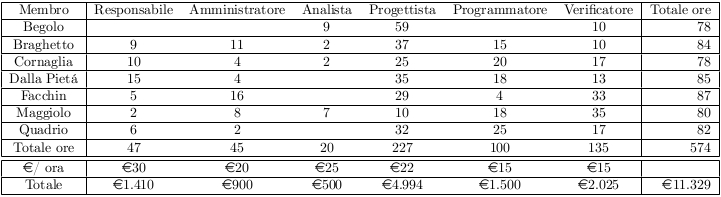 Membro Responsabile Amministratore Analista Progettista Programmatore Verificatore Totale ore
Begolo 9 59 10 78
Braghetto 9 11 2 37 15 10 84
Cornaglia 10 4 2 25 20 17 78
Dalla Pietá 15 4 35 18 13 85
Facchin 5 16 29 4 33 87
Maggiolo 2 8 7 10 18 35 80
Quadrio 6 2 32 25 17 82
Totale ore 47 45 20 227 100 135 574
€/ ora €30 €20 €25 €22 €15 €15
Totale €1.410 €900 €500 €4.994 €1.500 €2.025 €11.329